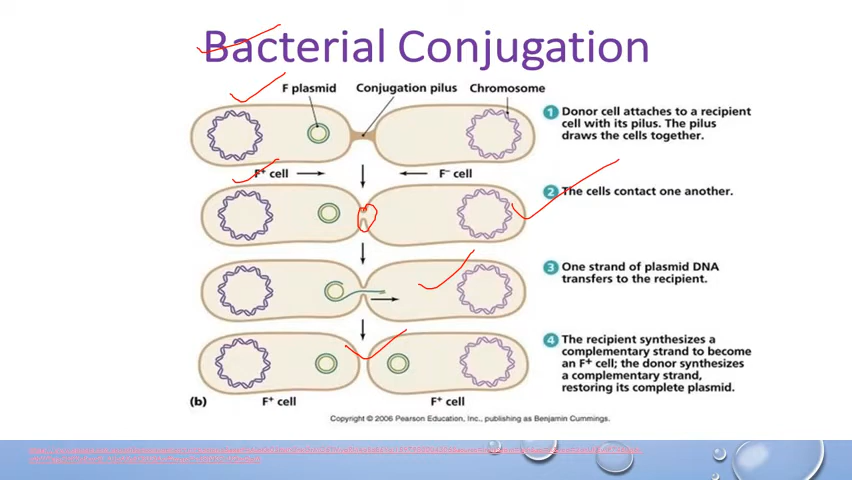 Bacterial Conjugation
F plasmid
Conjugation pilus
Chromosome
1 Donor cell attaches to a recipient
cell with its pilus. The pilus
draws the cells together.
F⁺ cell
F⁻ cell
2 The cells contact one another.
3 One strand of plasmid DNA
transfers to the recipient.
4 The recipient synthesizes a
complementary strand to become
an F⁺ cell; the donor synthesizes
a complementary strand,
restoring its complete plasmid.
(b)
F⁺ cell
F⁺ cell
Copyright © 2006 Pearson Education, Inc., publishing as Benjamin Cummings.